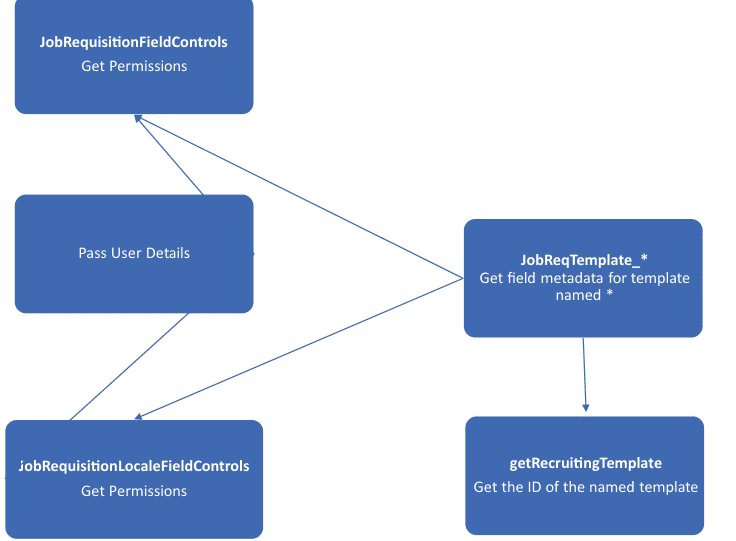 JobRequisitionFieldControls
Get Permissions
Pass User Details
JobReqTemplate_*
Get field metadata for template
named *
JobRequisitionLocaleFieldControls
Get Permissions
getRecruitingTemplate
Get the ID of the named template